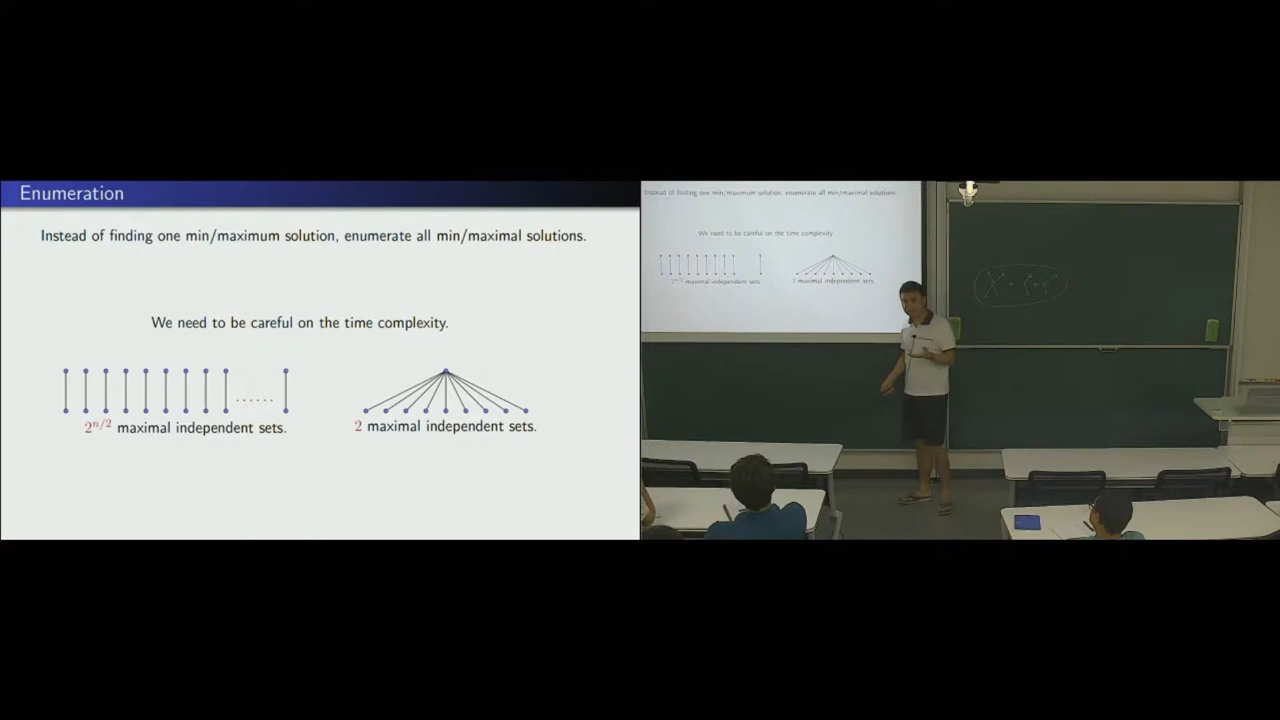 Enumeration
Instead of finding one min/maximum solution, enumerate all min/maximal solutions.
We need to be careful on the time complexity.
......
2^{n/2} maximal independent sets.
2 maximal independent sets.
Instead of finding one min/maximum solution, enumerate all min/maximal solutions.
We need to be careful on the time complexity
2^{n/2} maximal independent sets.
2 maximal independent sets.